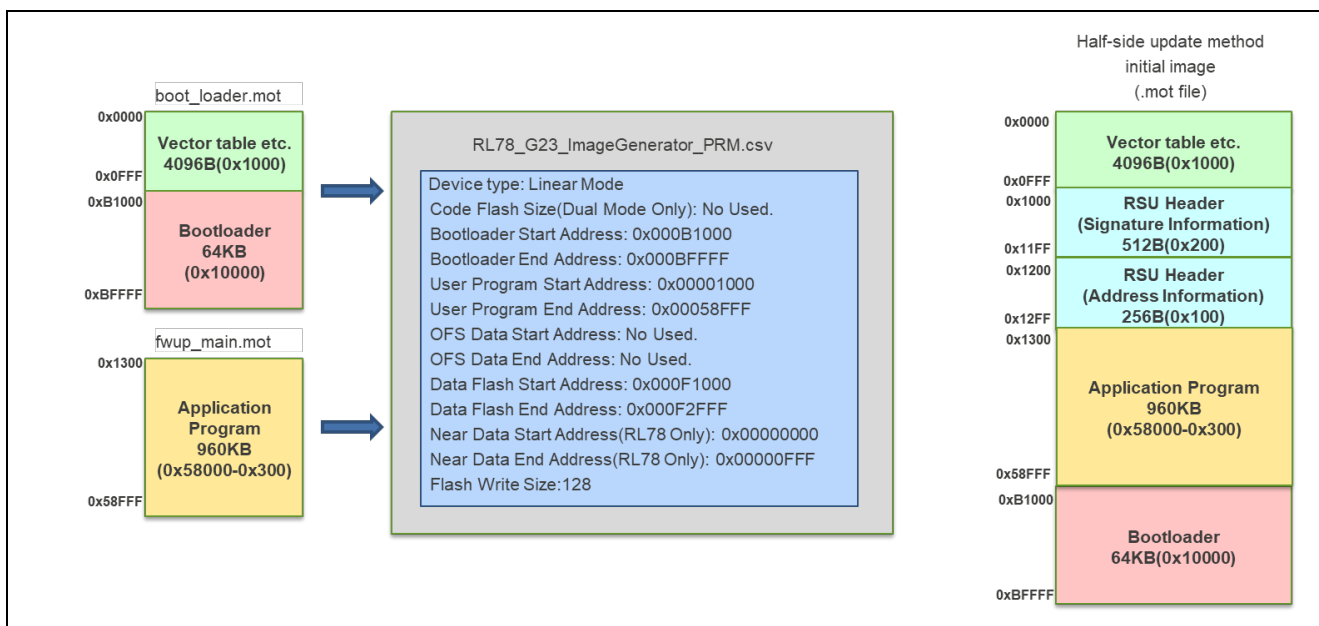 boot_loader.mot
0x0000
Vector table etc.
4096B(0x1000)
0x0FFF
0xB1000
Bootloader
64KB
(0x10000)
0xBFFFF
fwup_main.mot
0x1300
Application
Program
960KB
(0x58000-0x300)
0x58FFF
RL78_G23_ImageGenerator_PRM.csv
Device type: Linear Mode
Code Flash Size(Dual Mode Only): No Used.
Bootloader Start Address: 0x000B1000
Bootloader End Address: 0x000BFFFF
User Program Start Address: 0x00001000
User Program End Address: 0x00058FFF
OFS Data Start Address: No Used.
OFS Data End Address: No Used.
Data Flash Start Address: 0x000F1000
Data Flash End Address: 0x000F2FFF
Near Data Start Address(RL78 Only): 0x00000000
Near Data End Address(RL78 Only): 0x00000FFF
Flash Write Size:128
Half-side update method
initial image
(.mot file)
0x0000
Vector table etc.
4096B(0x1000)
0x0FFF
0x1000
RSU Header
(Signature Information)
512B(0x200)
0x11FF
0x1200
RSU Header
(Address Information)
256B(0x100)
0x12FF
0x1300
Application Program
960KB
(0x58000-0x300)
0x58FFF
0xB1000
Bootloader
64KB(0x10000)
0xBFFFF